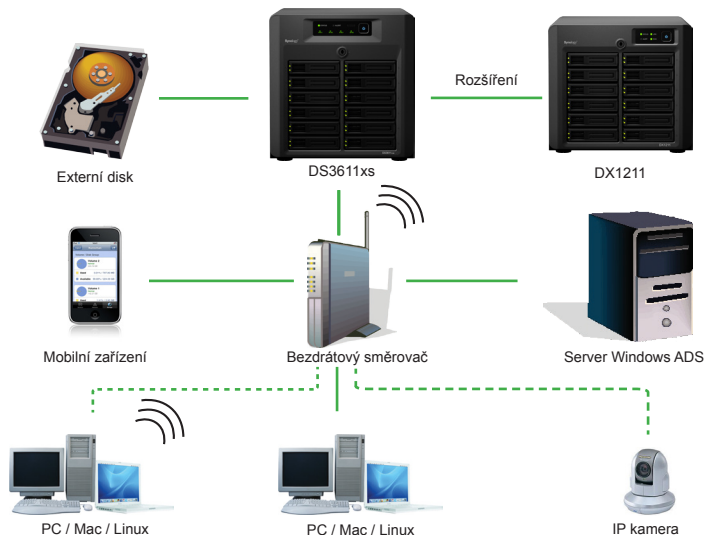 Rozšíření
Externí disk
DS3611xs
DX1211
Mobilní zařízení
Bezdrátový směrovač
Server Windows ADS
PC / Mac / Linux
PC / Mac / Linux
IP kamera